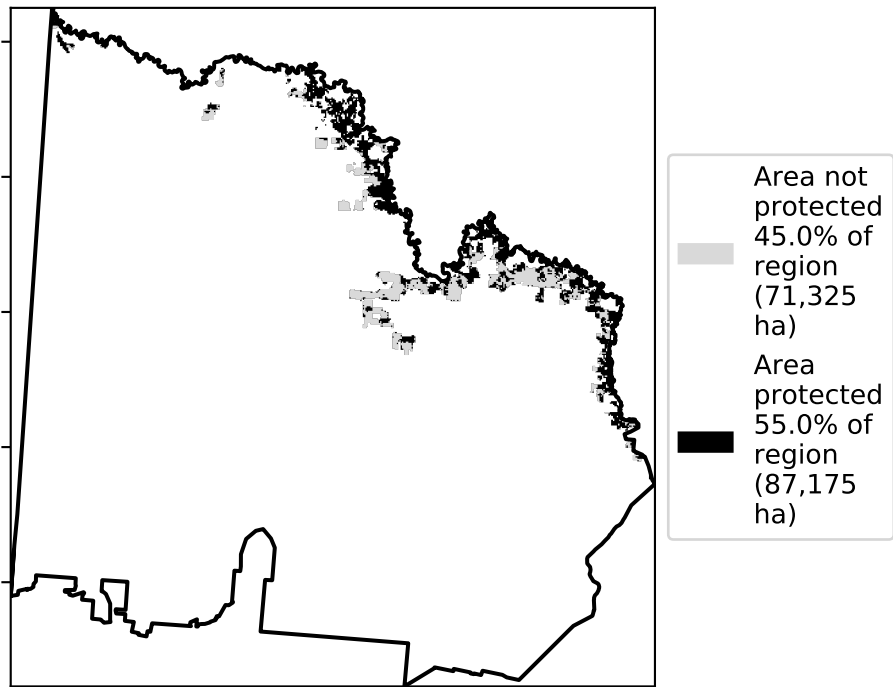 Area not
protected
45.0% of
region
(71,325
ha)
Area
protected
55.0% of
region
(87,175
ha)